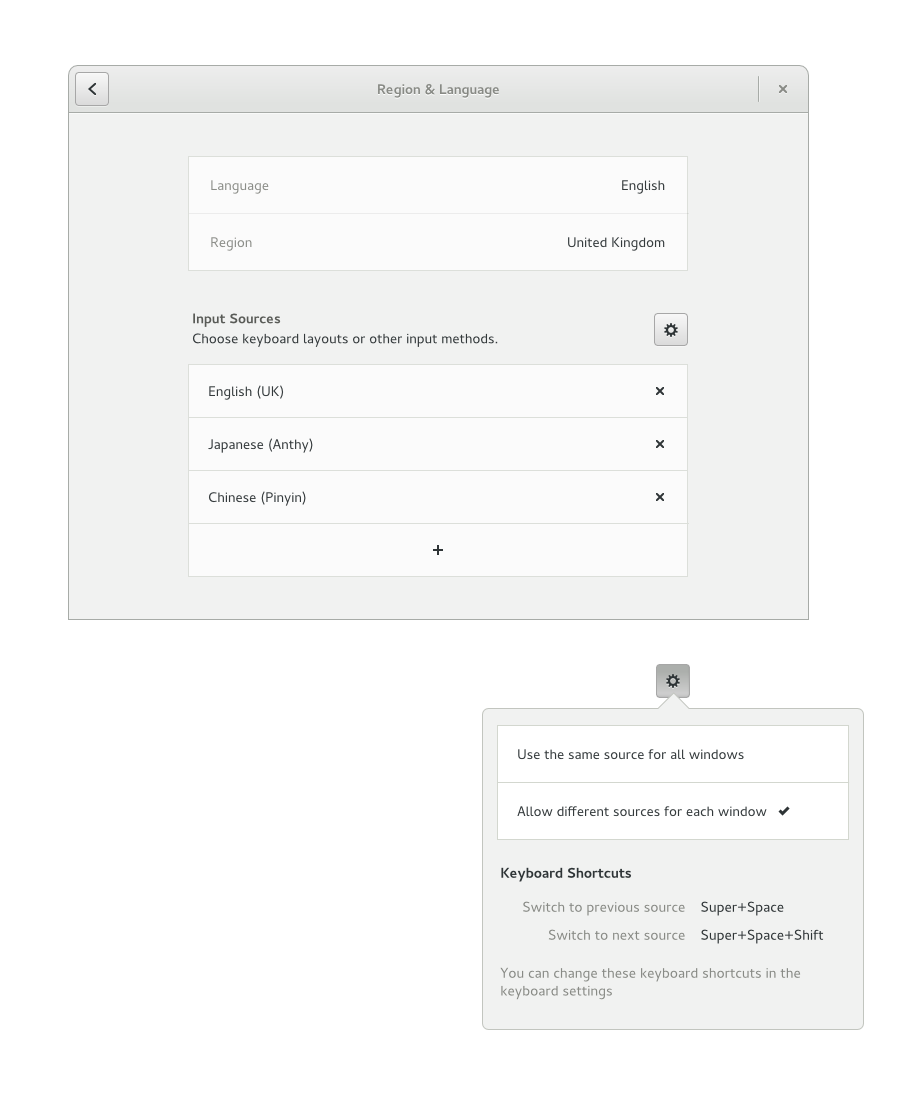 Region & Language
Language English
Region United Kingdom
Input Sources
Choose keyboard layouts or other input methods.
English (UK)
Japanese (Anthy)
Chinese (Pinyin)
Use the same source for all windows
Allow different sources for each window
Keyboard Shortcuts
Switch to previous source Super+Space
Switch to next source Super+Space+Shift
You can change these keyboard shortcuts in the
keyboard settings